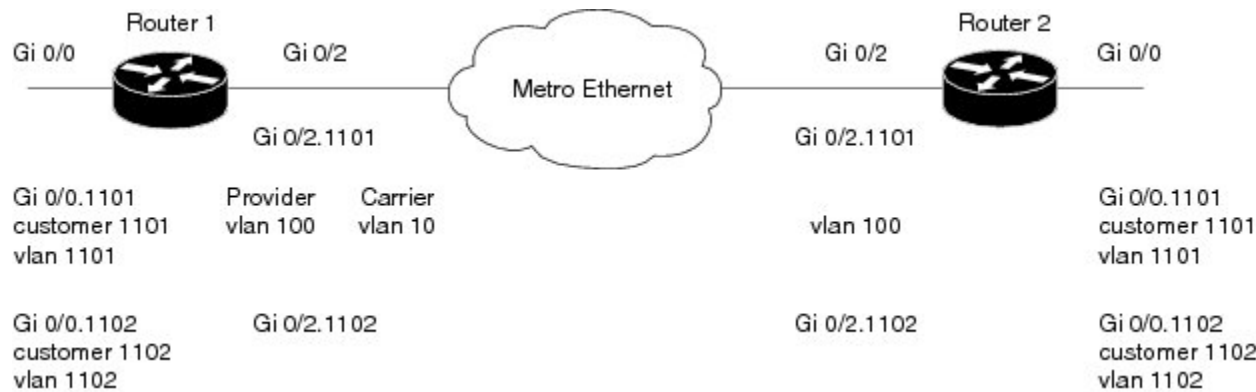 Router 1
Router 2
Gi 0/0
Gi 0/2
Gi 0/2
Gi 0/0
Metro Ethernet
Gi 0/2.1101
Gi 0/2.1101
Gi 0/0.1101
customer 1101
vlan 1101
Provider
vlan 100
Carrier
vlan 10
vlan 100
Gi 0/0.1101
customer 1101
vlan 1101
Gi 0/0.1102
customer 1102
vlan 1102
Gi 0/2.1102
Gi 0/2.1102
Gi 0/0.1102
customer 1102
vlan 1102